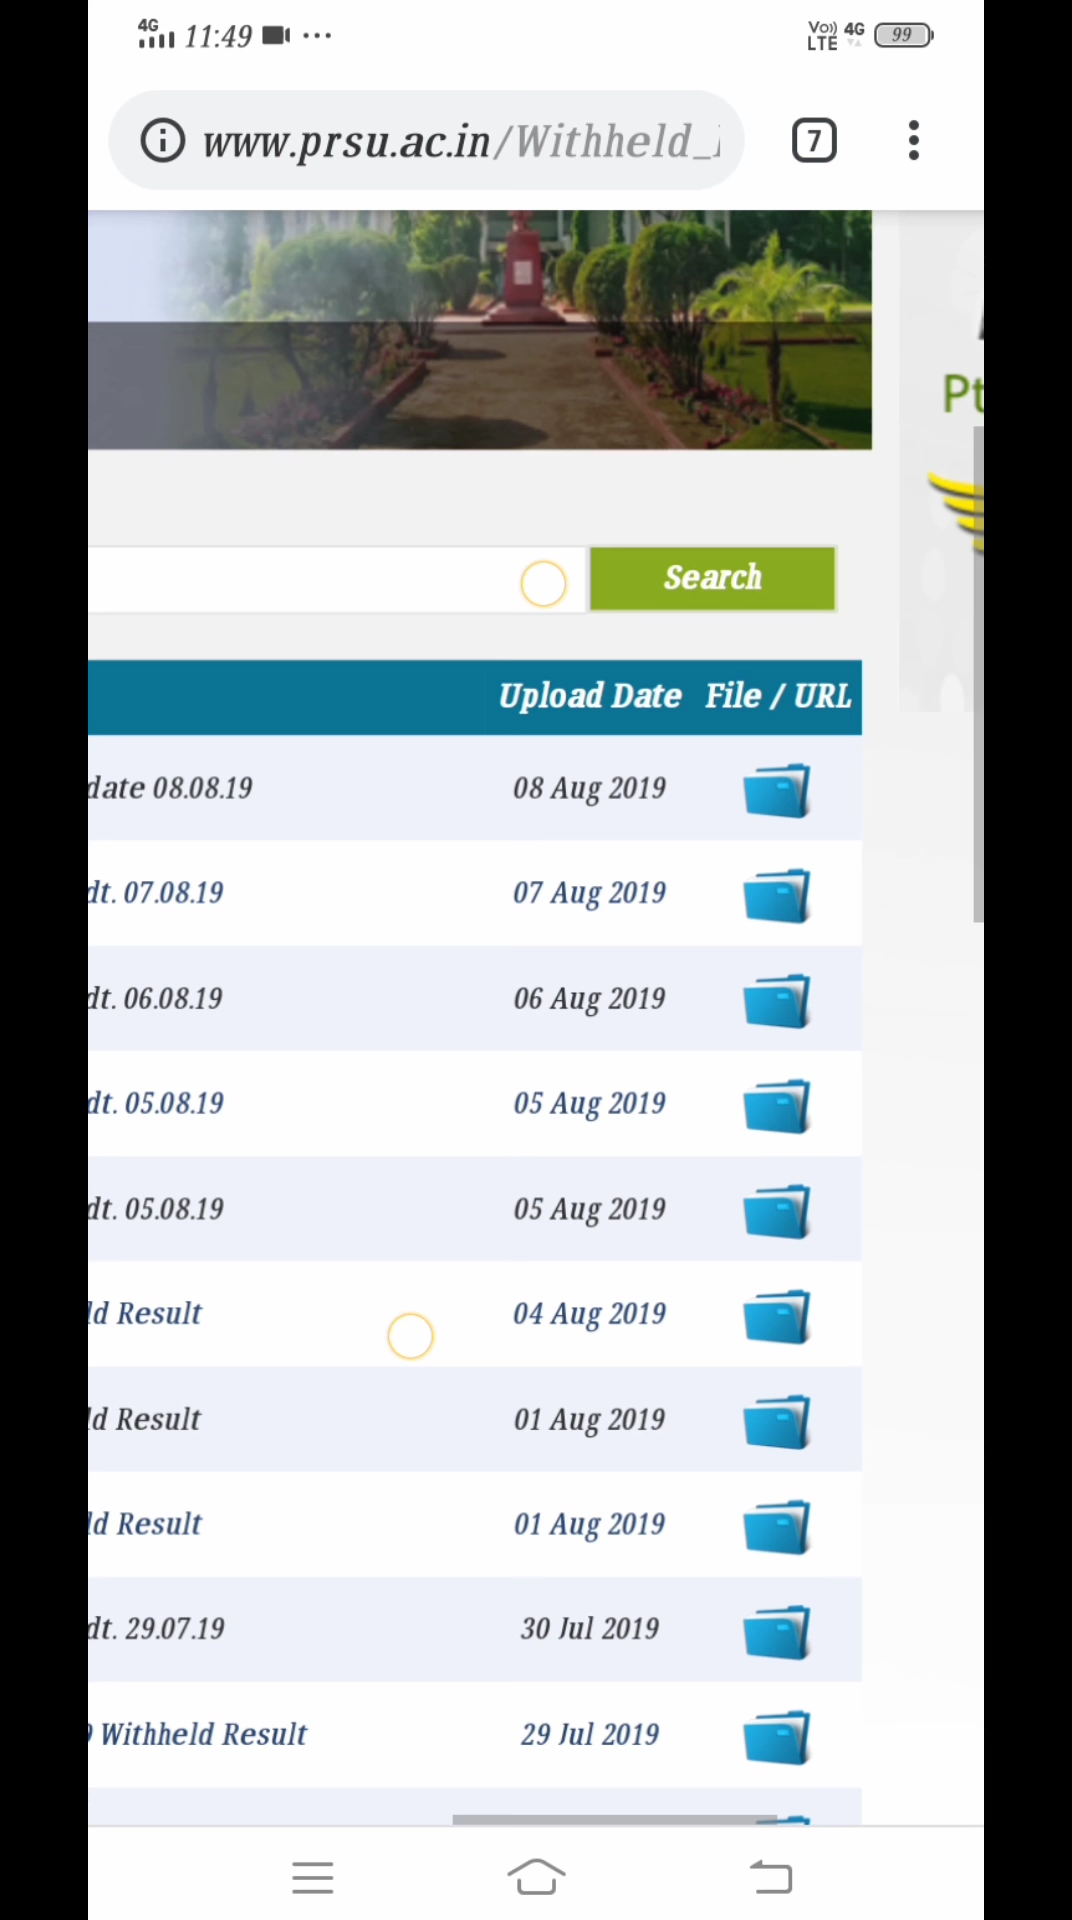 4G 11:49 Vo)) LTE 4G 99
www.prsu.ac.in/Withheld_ 7
Pt
Search
Upload Date File / URL
date 08.08.19 08 Aug 2019
dt. 07.08.19 07 Aug 2019
dt. 06.08.19 06 Aug 2019
dt. 05.08.19 05 Aug 2019
dt. 05.08.19 05 Aug 2019
ld Result 04 Aug 2019
ld Result 01 Aug 2019
ld Result 01 Aug 2019
dt. 29.07.19 30 Jul 2019
Withheld Result 29 Jul 2019